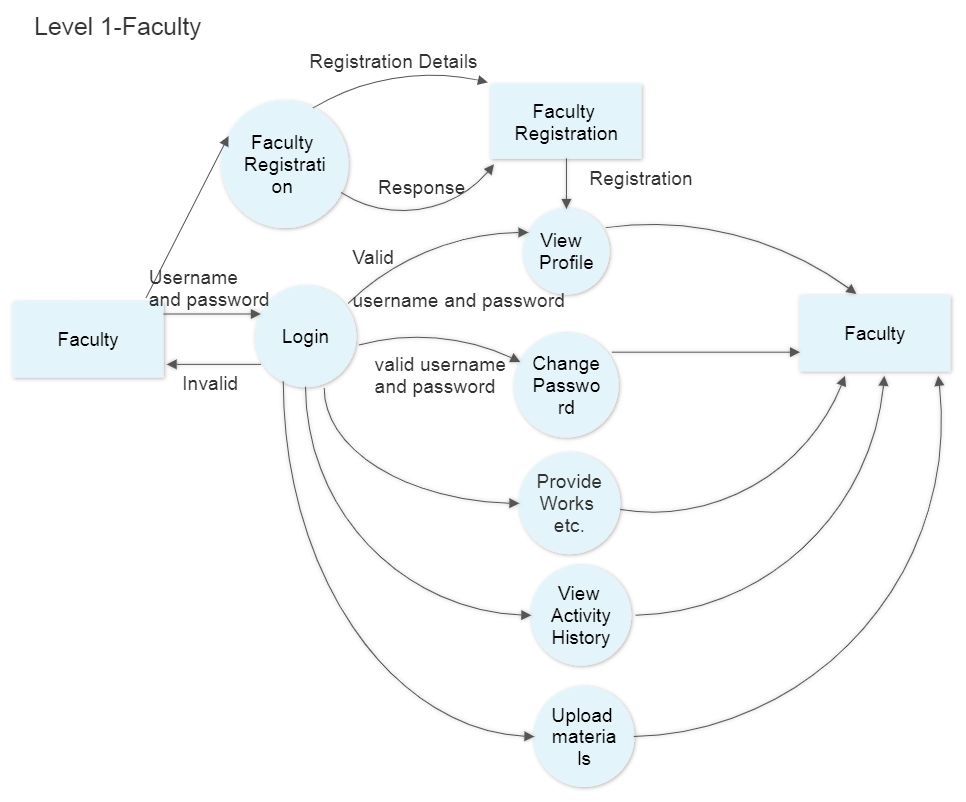 Level 1-Faculty
Registration Details
Faculty
Registrati
on
Faculty
Registration
Response
Registration
Username
and password
Valid
username and password
View
Profile
Faculty
Login
Faculty
Invalid
valid username
and password
Change
Passwo
rd
Provide
Works
etc.
View
Activity
History
Upload
materia
ls